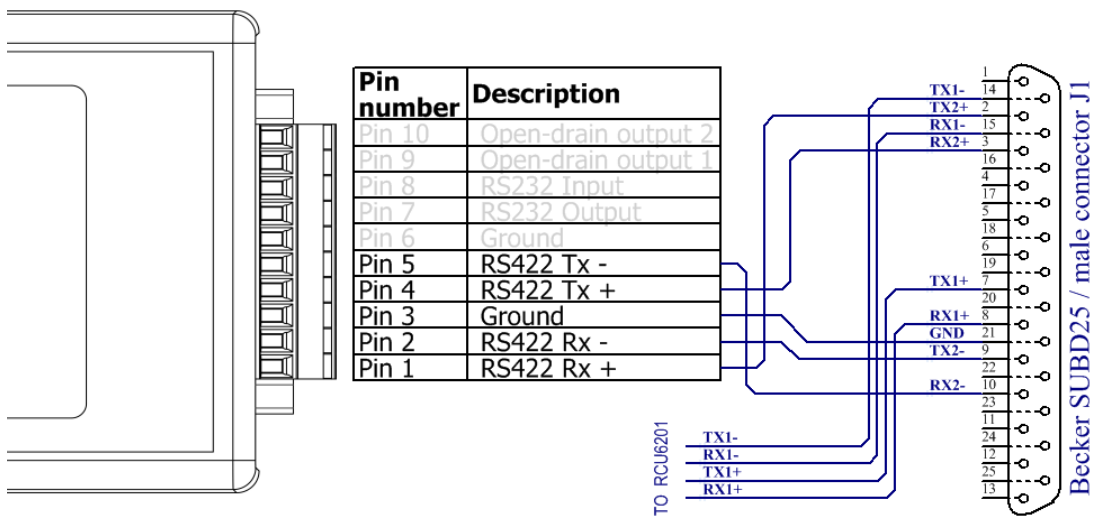 Pin number Description
Pin 10 Open-drain output 2
Pin 9 Open-drain output 1
Pin 8 RS232 Input
Pin 7 RS232 Output
Pin 6 Ground
Pin 5 RS422 Tx -
Pin 4 RS422 Tx +
Pin 3 Ground
Pin 2 RS422 Rx -
Pin 1 RS422 Rx +
1
TX1- 14
TX2+ 2
RX1- 15
RX2+ 3
16
4
17
5
18
6
19
TX1+ 7
20
RX1+ 8
GND 21
TX2- 9
22
RX2- 10
23
11
24
12
25
13
TO RCU6201
TX1-
RX1-
TX1+
RX1+
Becker SUBD25 / male connector J1